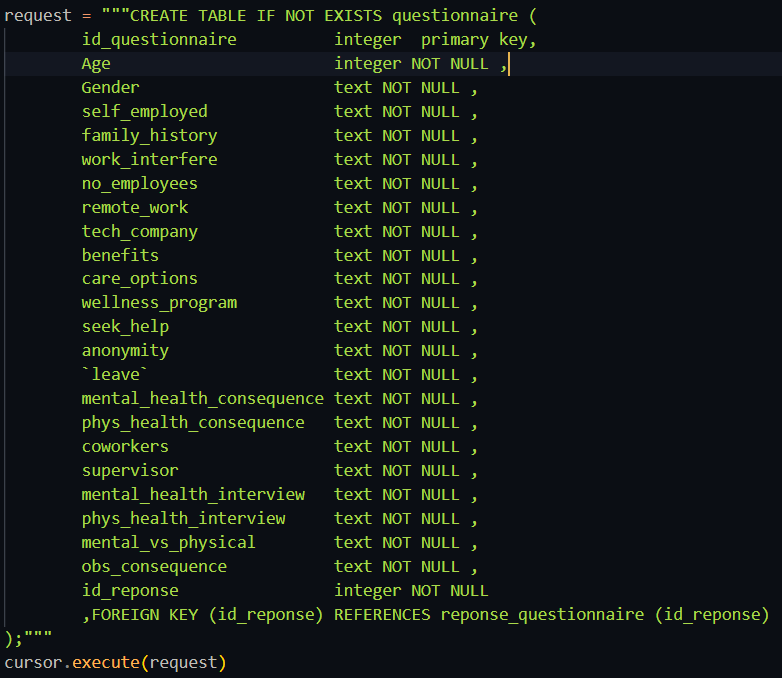 request = """CREATE TABLE IF NOT EXISTS questionnaire (
id_questionnaire integer primary key,
Age integer NOT NULL ,
Gender text NOT NULL ,
self_employed text NOT NULL ,
family_history text NOT NULL ,
work_interfere text NOT NULL ,
no_employees text NOT NULL ,
remote_work text NOT NULL ,
tech_company text NOT NULL ,
benefits text NOT NULL ,
care_options text NOT NULL ,
wellness_program text NOT NULL ,
seek_help text NOT NULL ,
anonymity text NOT NULL ,
`leave` text NOT NULL ,
mental_health_consequence text NOT NULL ,
phys_health_consequence text NOT NULL ,
coworkers text NOT NULL ,
supervisor text NOT NULL ,
mental_health_interview text NOT NULL ,
phys_health_interview text NOT NULL ,
mental_vs_physical text NOT NULL ,
obs_consequence text NOT NULL ,
id_reponse integer NOT NULL
,FOREIGN KEY (id_reponse) REFERENCES reponse_questionnaire (id_reponse)
);"""
cursor.execute(request)